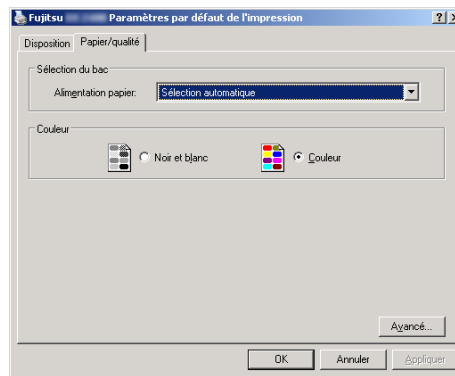 Fujitsu Paramètres par défaut de l'impression
Disposition Papier/qualité
Sélection du bac
Alimentation papier: Sélection automatique
Couleur
Noir et blanc Couleur
Avancé...
OK Annuler Appliquer